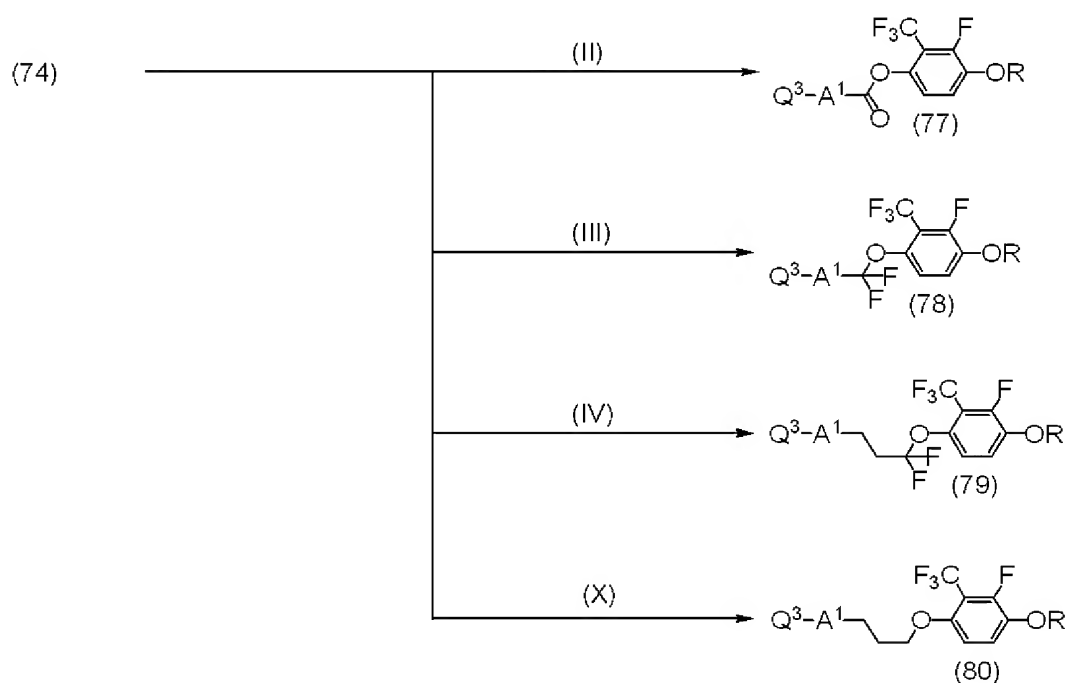 (74)
(II)
F₃C F
O OR
Q³-A¹
O
(77)
(III)
F₃C F
O OR
Q³-A¹
F
F
(78)
(IV)
F₃C F
Q³-A¹ O OR
F
F
(79)
(X)
F₃C F
Q³-A¹ O OR
(80)